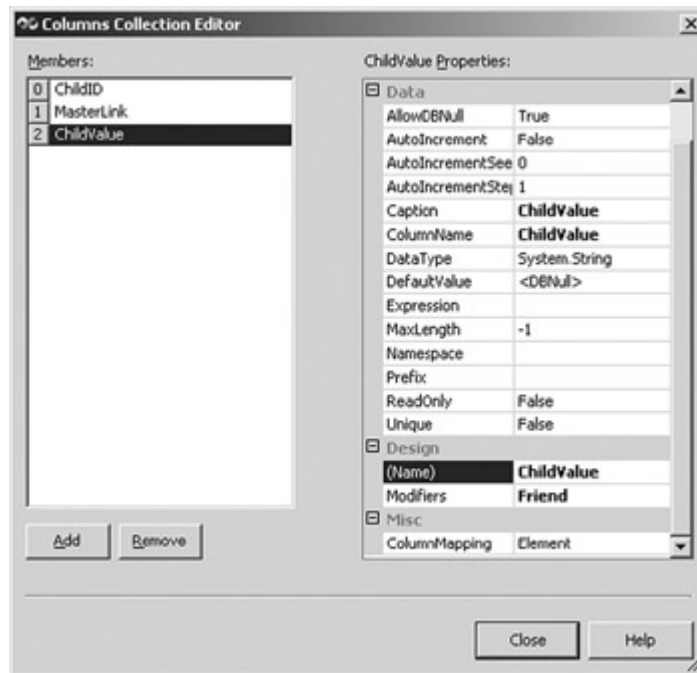 Columns Collection Editor
Members:
0 ChildID
1 MasterLink
2 ChildValue
Add
Remove
ChildValue Properties:
Data
AllowDBNull True
AutoIncrement False
AutoIncrementSee 0
AutoIncrementStep 1
Caption ChildValue
ColumnName ChildValue
DataType System.String
DefaultValue <DBNull>
Expression
MaxLength -1
Namespace
Prefix
ReadOnly False
Unique False
Design
(Name) ChildValue
Modifiers Friend
Misc
ColumnMapping Element
Close
Help